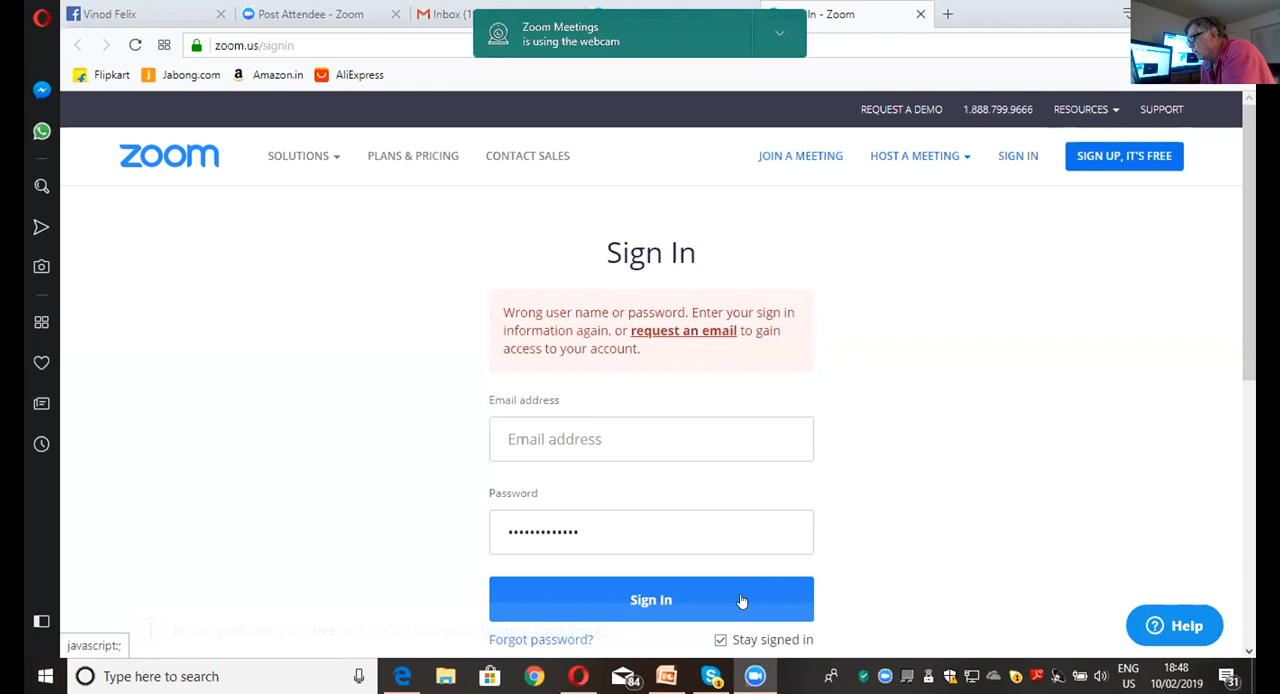 Vinod Felix
Post Attendee - Zoom
Inbox (1
In - Zoom
Zoom Meetings
is using the webcam
zoom.us/signin
Flipkart
Jabong.com
Amazon.in
AliExpress
REQUEST A DEMO
1.888.799.9666
RESOURCES
SUPPORT
zoom
SOLUTIONS
PLANS & PRICING
CONTACT SALES
JOIN A MEETING
HOST A MEETING
SIGN IN
SIGN UP, IT'S FREE
Sign In
Wrong user name or password. Enter your sign in
information again, or request an email to gain
access to your account.
Email address
Email address
Password
•••••••••••••
Sign In
Forgot password?
Stay signed in
Help
javascript:;
Type here to search
84
ENG
US
18:48
10/02/2019
31